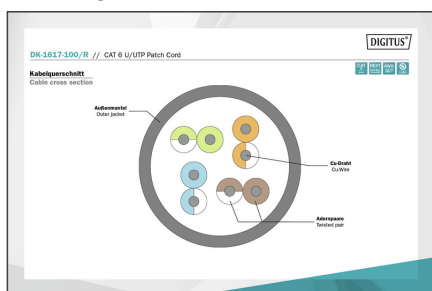 DIGITUS®
DK-1617-100/R // CAT 6 U/UTP Patch Cord
Kabelquerschnitt
Cable cross section
Außenmantel
Outer jacket
Cu-Draht
Cu-Wire
Adernpaare
Twisted pair